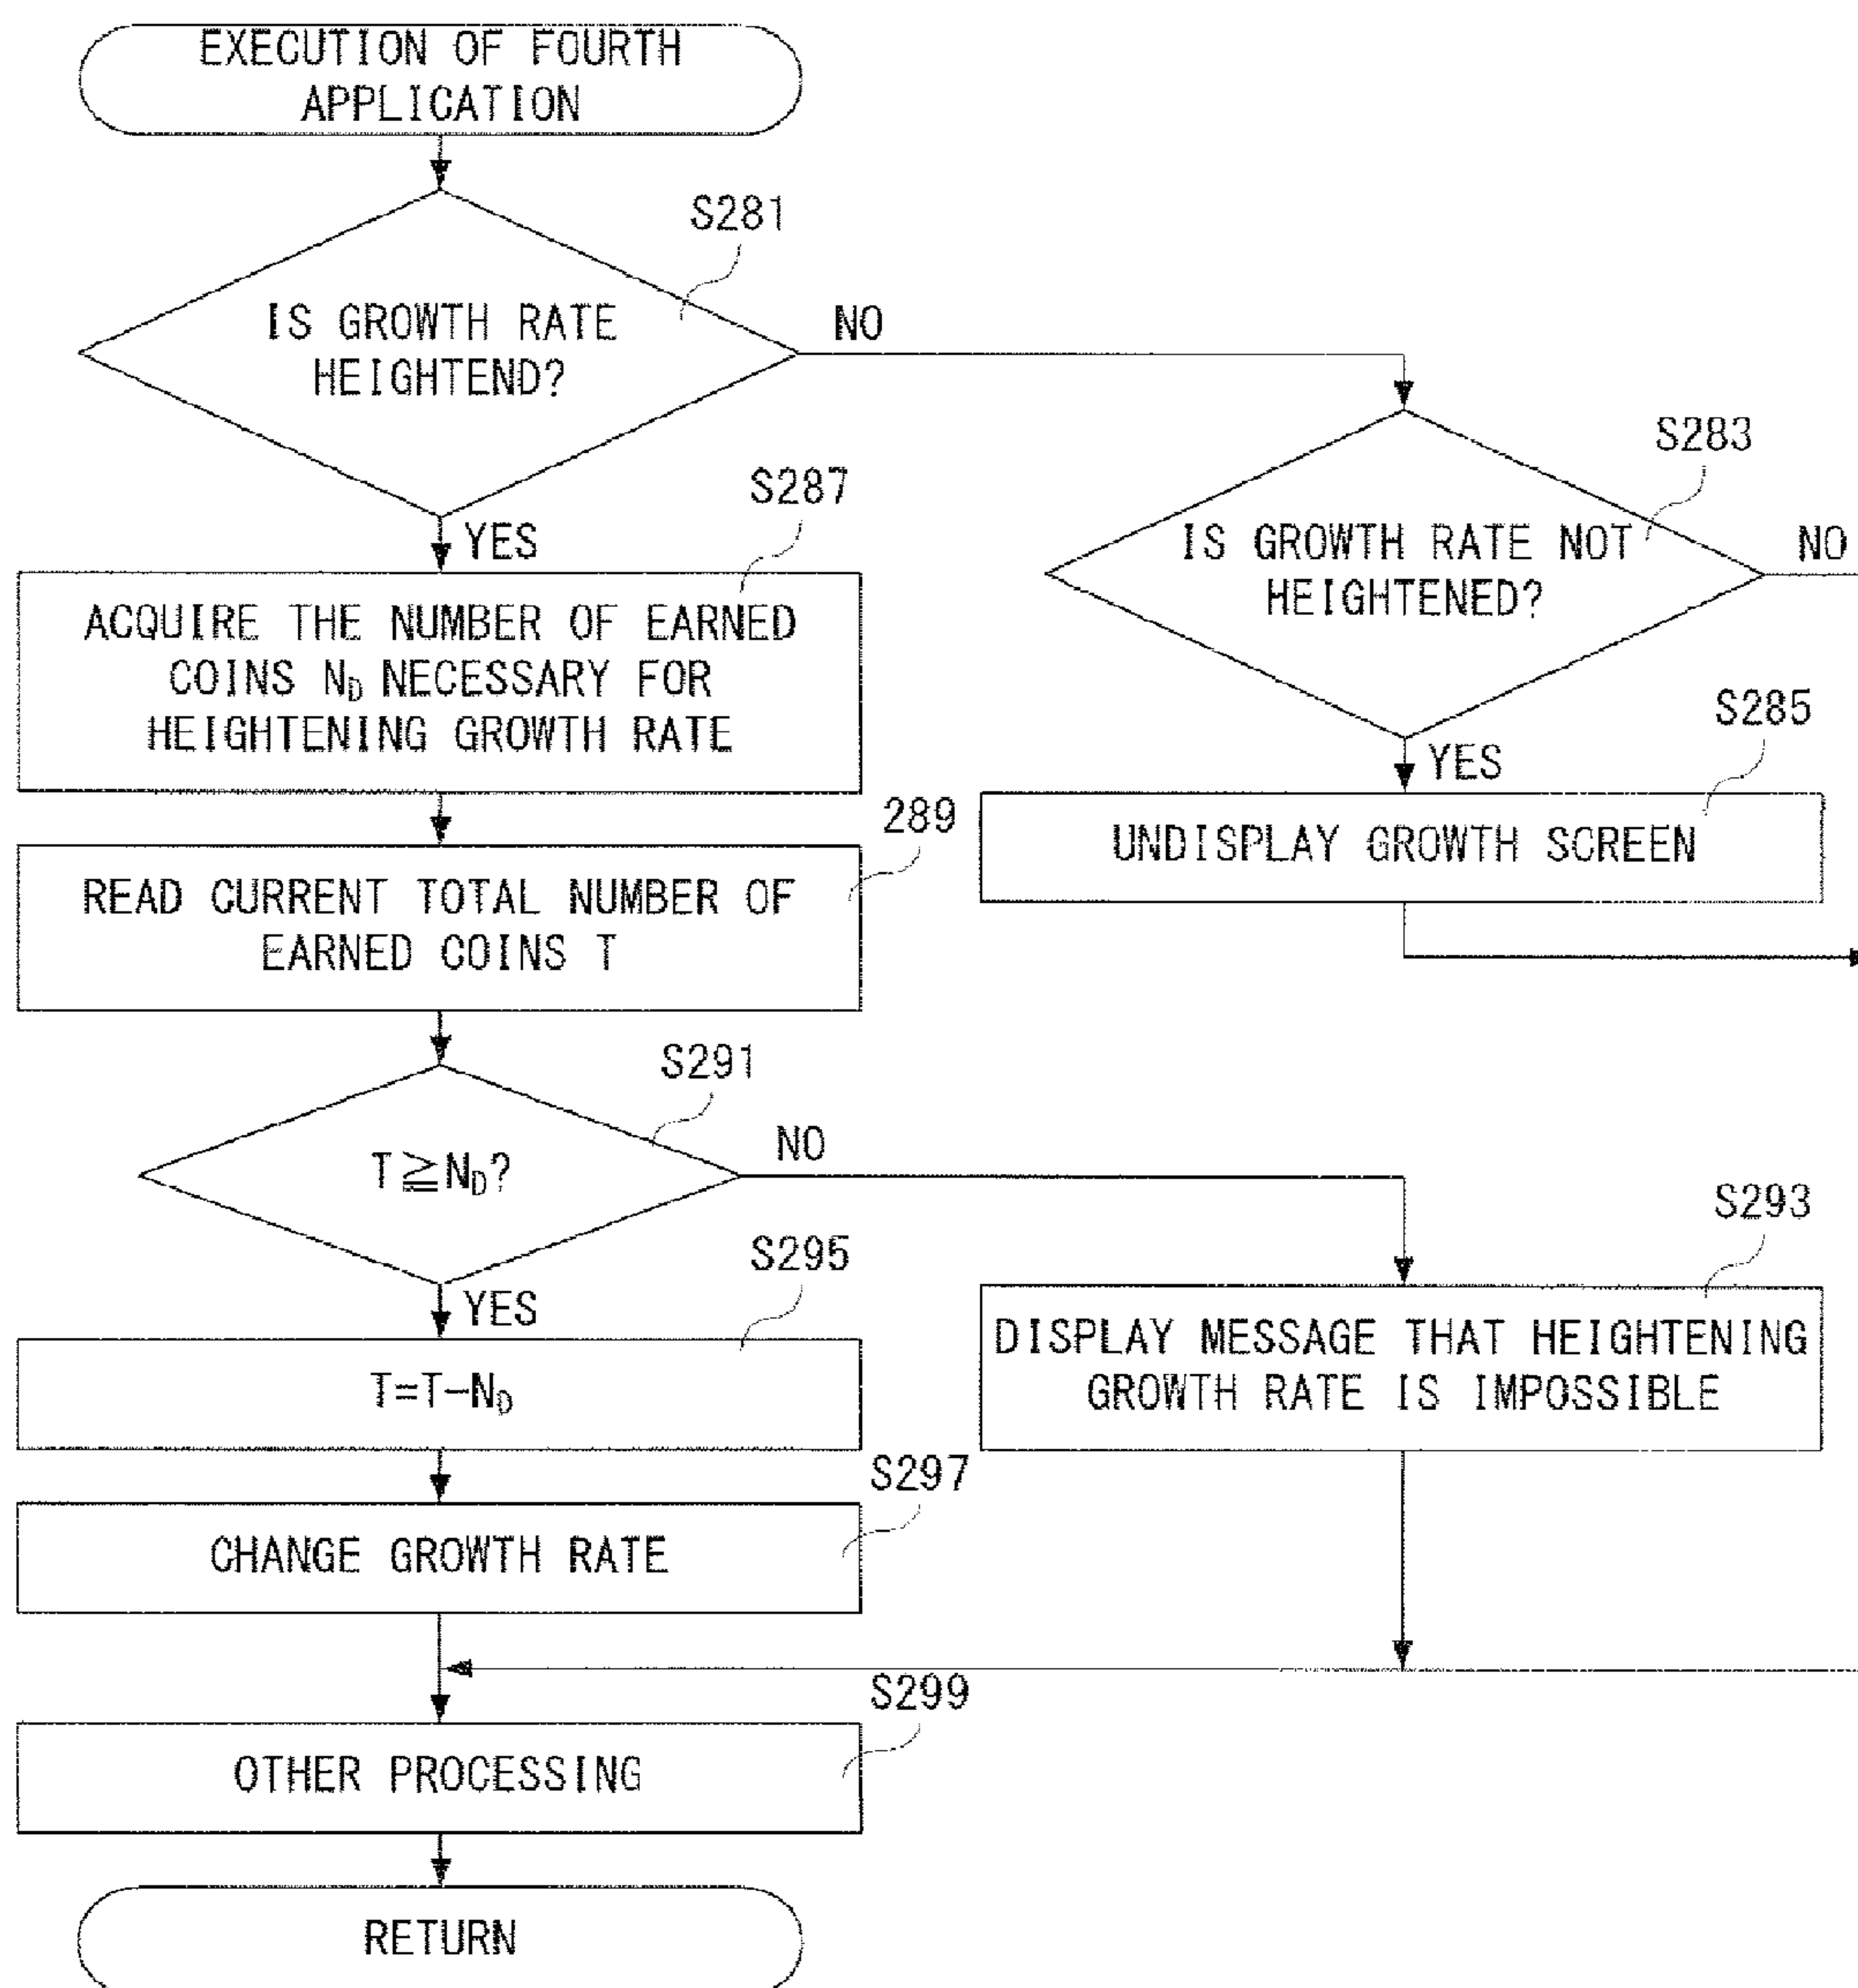 EXECUTION OF FOURTH
APPLICATION
S281
IS GROWTH RATE
HEIGHTEND?
NO
S283
IS GROWTH RATE NOT
HEIGHTENED?
NO
YES
S287
ACQUIRE THE NUMBER OF EARNED
COINS N_D NECESSARY FOR
HEIGHTENING GROWTH RATE
YES
S285
UNDISPLAY GROWTH SCREEN
289
READ CURRENT TOTAL NUMBER OF
EARNED COINS T
S291
T≧N_D?
NO
S293
DISPLAY MESSAGE THAT HEIGHTENING
GROWTH RATE IS IMPOSSIBLE
YES
S295
T=T-N_D
S297
CHANGE GROWTH RATE
S299
OTHER PROCESSING
RETURN